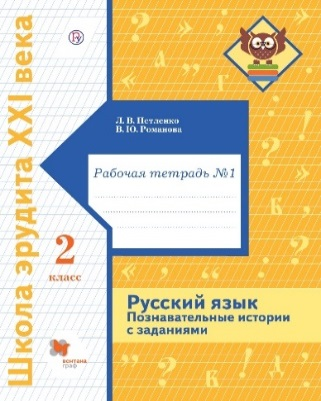 Школа эрудита XXI века
Л. В. Петленко
В. Ю. Романова
Рабочая тетрадь №1
2
класс
Русский язык
Познавательные истории
с заданиями
вентана
граф